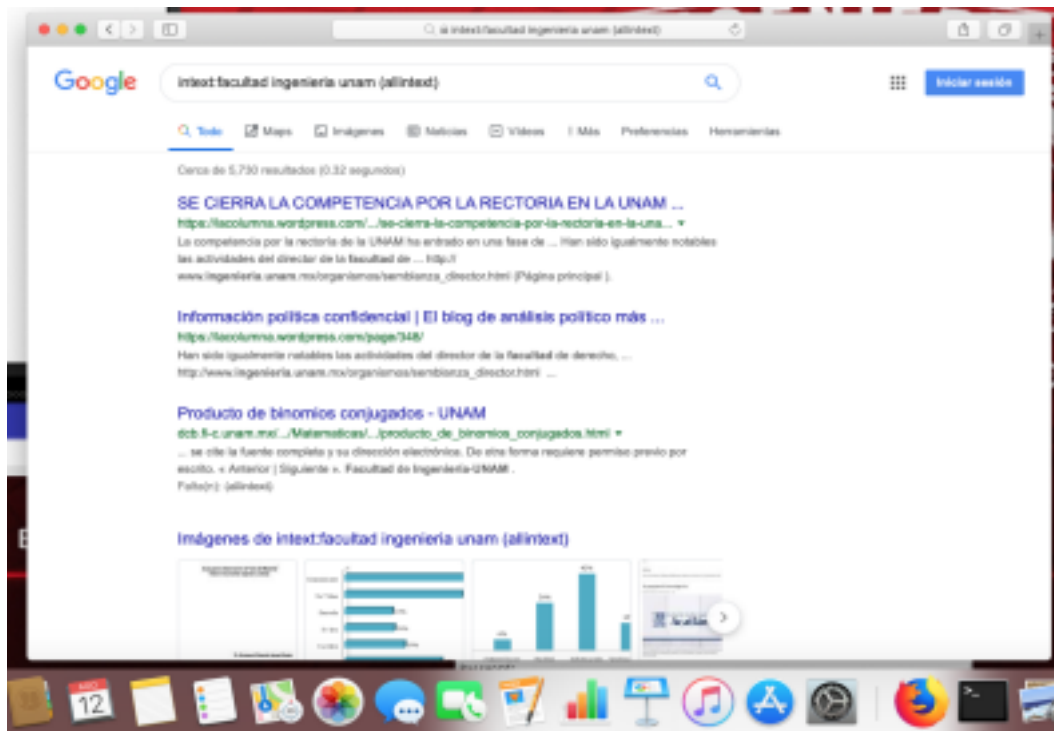 intext:facultad ingenieria unam (allintext)
Google
intext:facultad ingenieria unam (allintext)
Iniciar sesión
Todo Maps Imágenes Noticias Videos Más Preferencias Herramientas
Cerca de 5,730 resultados (0.32 segundos)
SE CIERRA LA COMPETENCIA POR LA RECTORIA EN LA UNAM ...
https://lacolumna.wordpress.com/.../se-cierra-la-competencia-por-la-rectoria-en-la-una...
La competencia por la rectoría de la UNAM ha entrado en una fase de ... Han sido igualmente notables
las actividades del director de la facultad de ... http://
www.ingenieria.unam.mx/organismos/semblanza_director.html (Página principal ).
Información política confidencial | El blog de análisis político más ...
https://lacolumna.wordpress.com/page/348/
Han sido igualmente notables las actividades del director de la facultad de derecho, ...
http://www.ingenieria.unam.mx/organismos/semblanza_director.html ...
Producto de binomios conjugados - UNAM
dcb.fi-c.unam.mx/.../Matematicas/.../producto_de_binomios_conjugados.html
... se cite la fuente completa y su dirección electrónica. De otra forma requiere permiso previo por
escrito. « Anterior | Siguiente ». Facultad de Ingeniería-UNAM .
Falta(n): (allintext)
Imágenes de intext:facultad ingenieria unam (allintext)
12